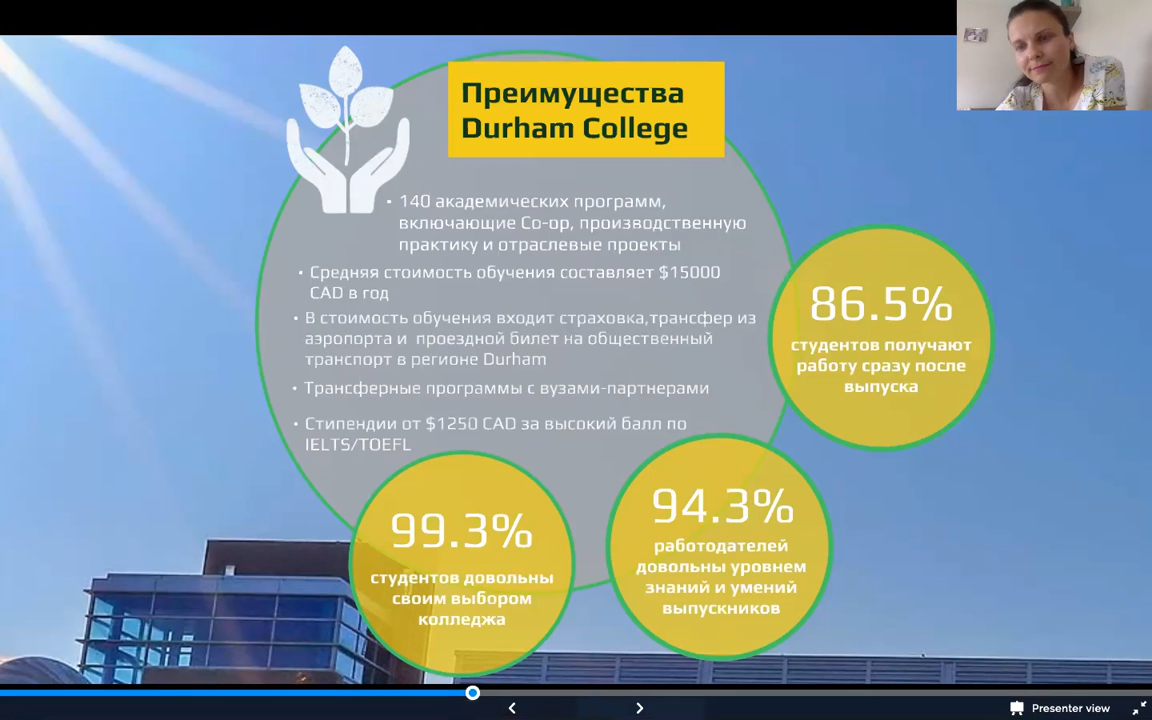 Преимущества
Durham College
• 140 академических программ,
включающие Co-op, производственную
практику и отраслевые проекты
• Средняя стоимость обучения составляет $15000
CAD в год
• В стоимость обучения входит страховка,трансфер из
аэропорта и проездной билет на общественный
транспорт в регионе Durham
• Трансферные программы с вузами-партнерами
• Стипендии от $1250 CAD за высокий балл по
IELTS/TOEFL
86.5%
студентов получают
работу сразу после
выпуска
99.3%
студентов довольны
своим выбором
колледжа
94.3%
работодателей
довольны уровнем
знаний и умений
выпускников
Presenter view